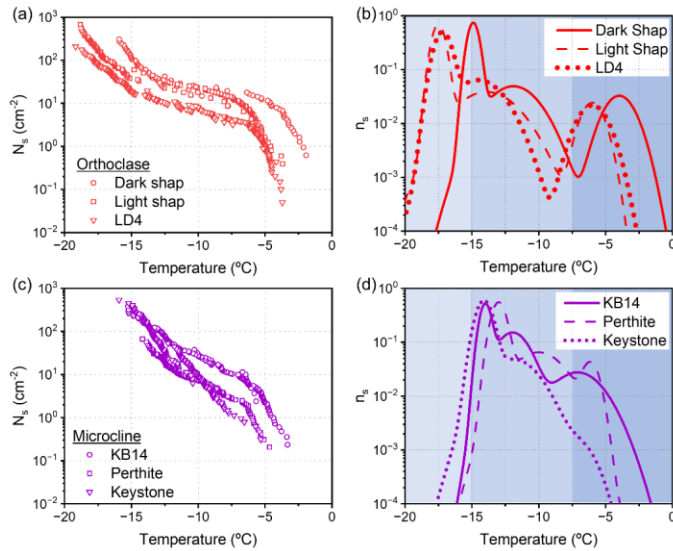 (a)
10³
10²
10¹
10⁰
10⁻¹
10⁻²
Nₛ (cm⁻²)
Orthoclase
Dark shap
Light shap
LD4
−20 −15 −10 −5 0
Temperature (ºC)
(b)
10⁰
10⁻¹
10⁻²
10⁻³
10⁻⁴
nₛ
Dark Shap
Light Shap
LD4
−20 −15 −10 −5 0
Temperature (ºC)
(c)
10³
10²
10¹
10⁰
10⁻¹
10⁻²
Nₛ (cm⁻²)
Microcline
KB14
Perthite
Keystone
−20 −15 −10 −5 0
Temperature (ºC)
(d)
10⁰
10⁻¹
10⁻²
10⁻³
10⁻⁴
nₛ
KB14
Perthite
Keystone
−20 −15 −10 −5 0
Temperature (ºC)